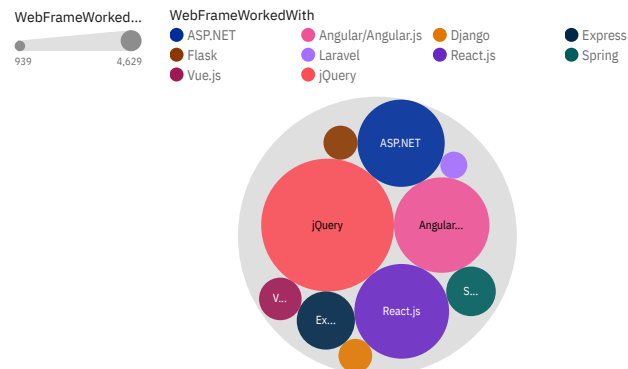 WebFrameWorked...
939
4,629
WebFrameWorkedWith
ASP.NET
Angular/Angular.js
Django
Express
Flask
Laravel
React.js
Spring
Vue.js
jQuery
ASP.NET
jQuery
Angular...
V...
Ex...
React.js
S...